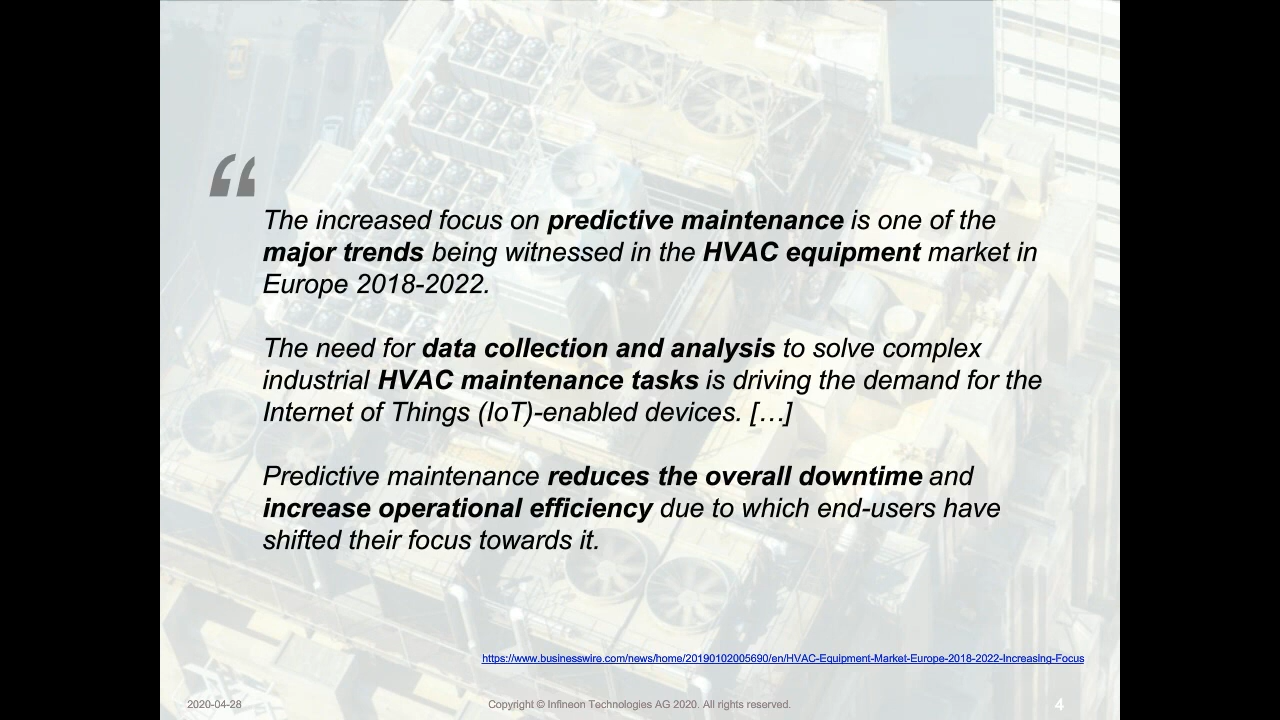 “
The increased focus on predictive maintenance is one of the
major trends being witnessed in the HVAC equipment market in
Europe 2018-2022.
The need for data collection and analysis to solve complex
industrial HVAC maintenance tasks is driving the demand for the
Internet of Things (IoT)-enabled devices. […]
Predictive maintenance reduces the overall downtime and
increase operational efficiency due to which end-users have
shifted their focus towards it.
https://www.businesswire.com/news/home/20190102005690/en/HVAC-Equipment-Market-Europe-2018-2022-Increasing-Focus
2020-04-28 Copyright © Infineon Technologies AG 2020. All rights reserved. 4